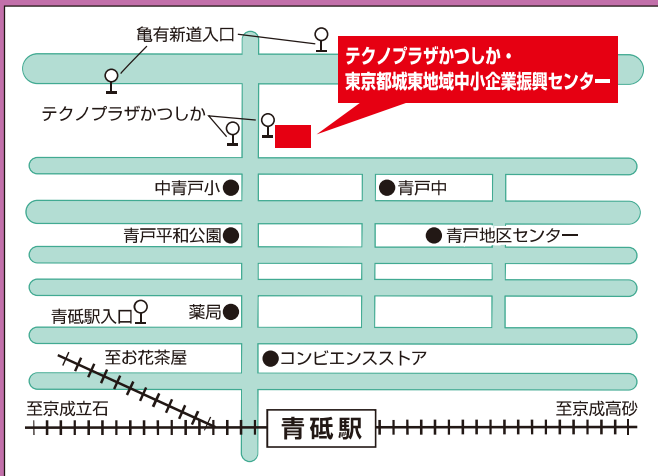 亀有新道入口
テクノプラザかつしか・
東京都城東地域中小企業振興センター
テクノプラザかつしか
中青戸小
青戸中
青戸平和公園
青戸地区センター
青砥駅入口
薬局
至お花茶屋
コンビエンスストア
至京成立石
至京成高砂
青砥駅